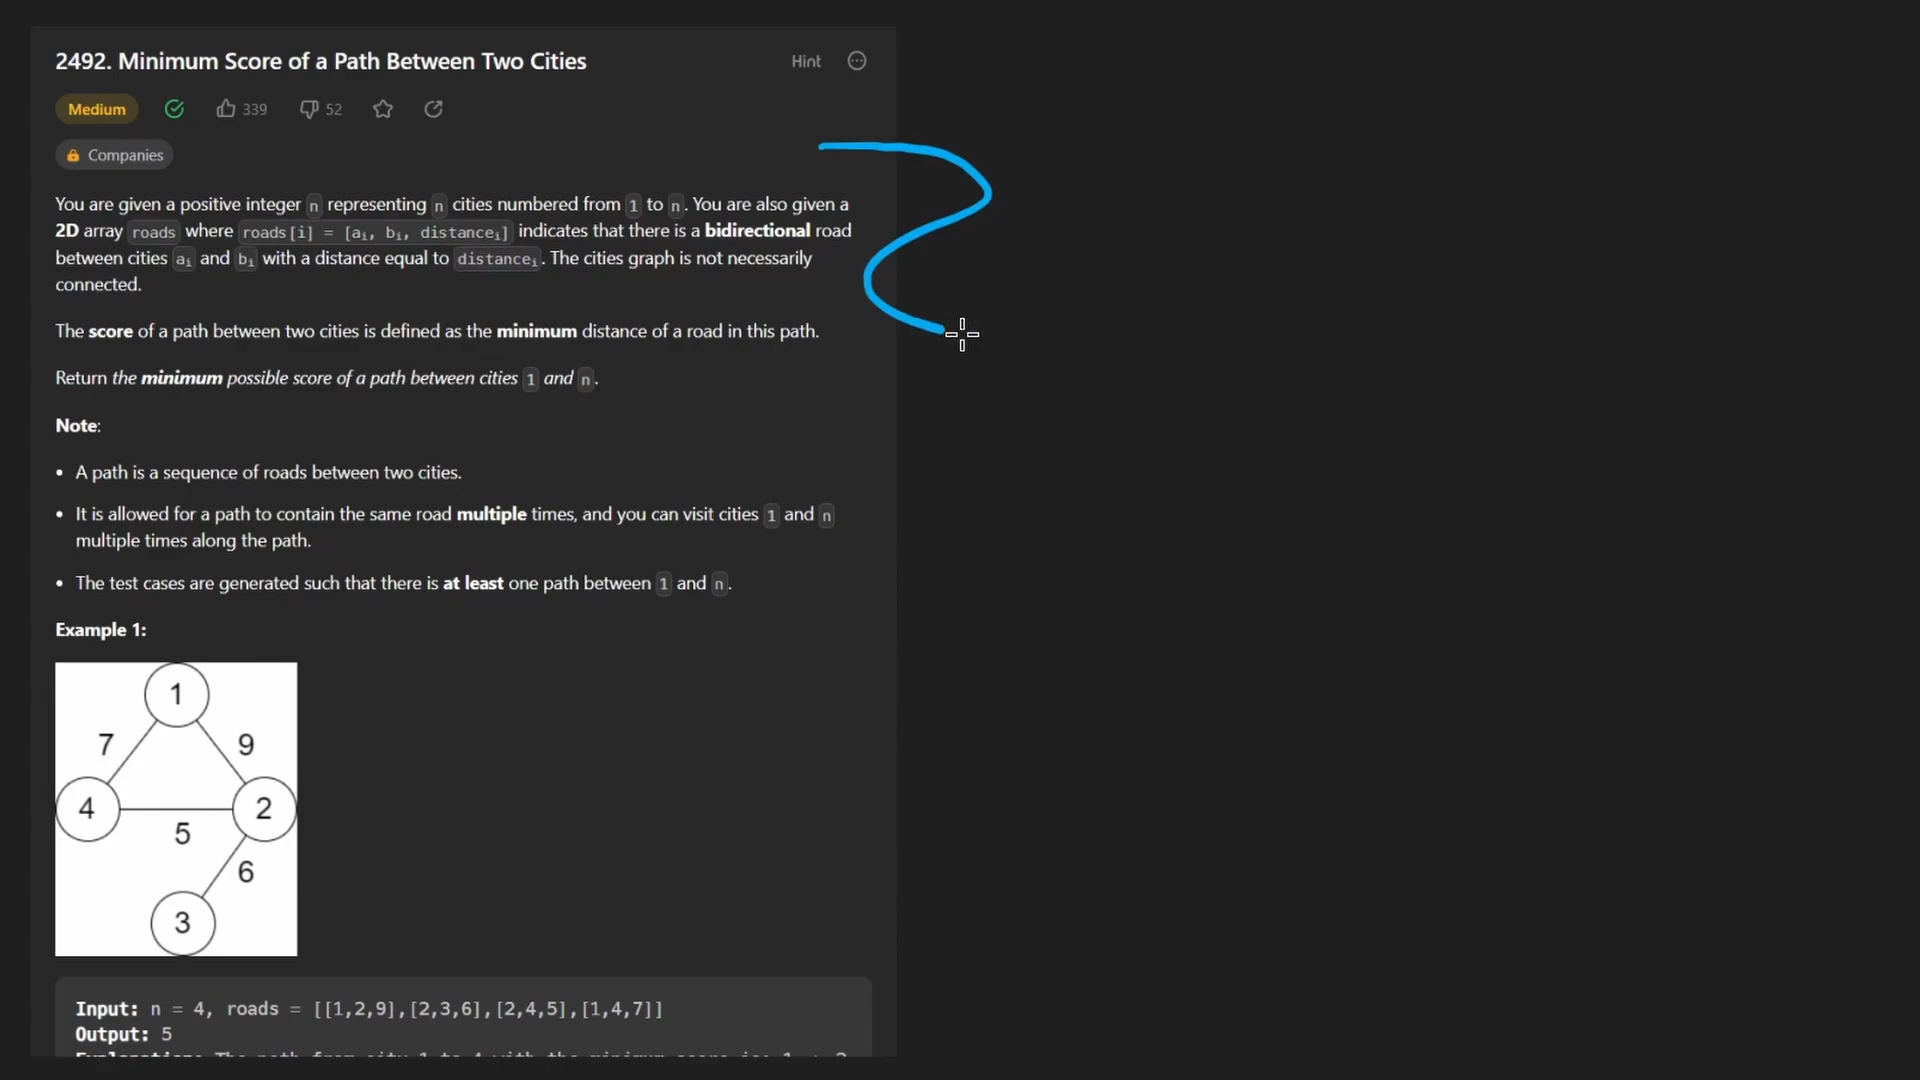 2492. Minimum Score of a Path Between Two Cities
Hint
Medium
339
52
Companies
You are given a positive integer n representing n cities numbered from 1 to n. You are also given a
2D array roads where roads[i] = [aᵢ, bᵢ, distanceᵢ] indicates that there is a bidirectional road
between cities aᵢ and bᵢ with a distance equal to distanceᵢ. The cities graph is not necessarily
connected.
The score of a path between two cities is defined as the minimum distance of a road in this path.
Return the minimum possible score of a path between cities 1 and n.
Note:
• A path is a sequence of roads between two cities.
• It is allowed for a path to contain the same road multiple times, and you can visit cities 1 and n
multiple times along the path.
• The test cases are generated such that there is at least one path between 1 and n.
Example 1:
1
7
9
4
2
5
6
3
Input: n = 4, roads = [[1,2,9],[2,3,6],[2,4,5],[1,4,7]]
Output: 5